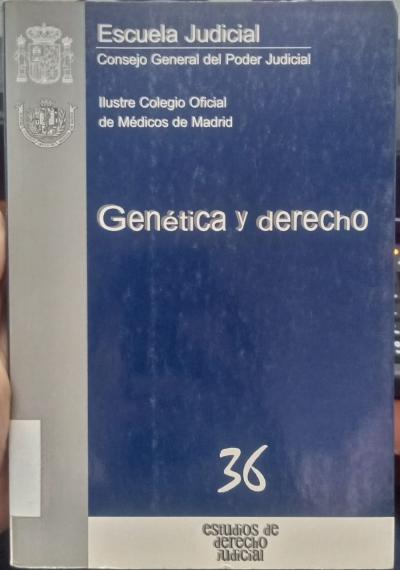 Escuela Judicial
Consejo General del Poder Judicial
Ilustre Colegio Oficial
de Médicos de Madrid
Genética y derecho
36
estudios de
derecho
judicial